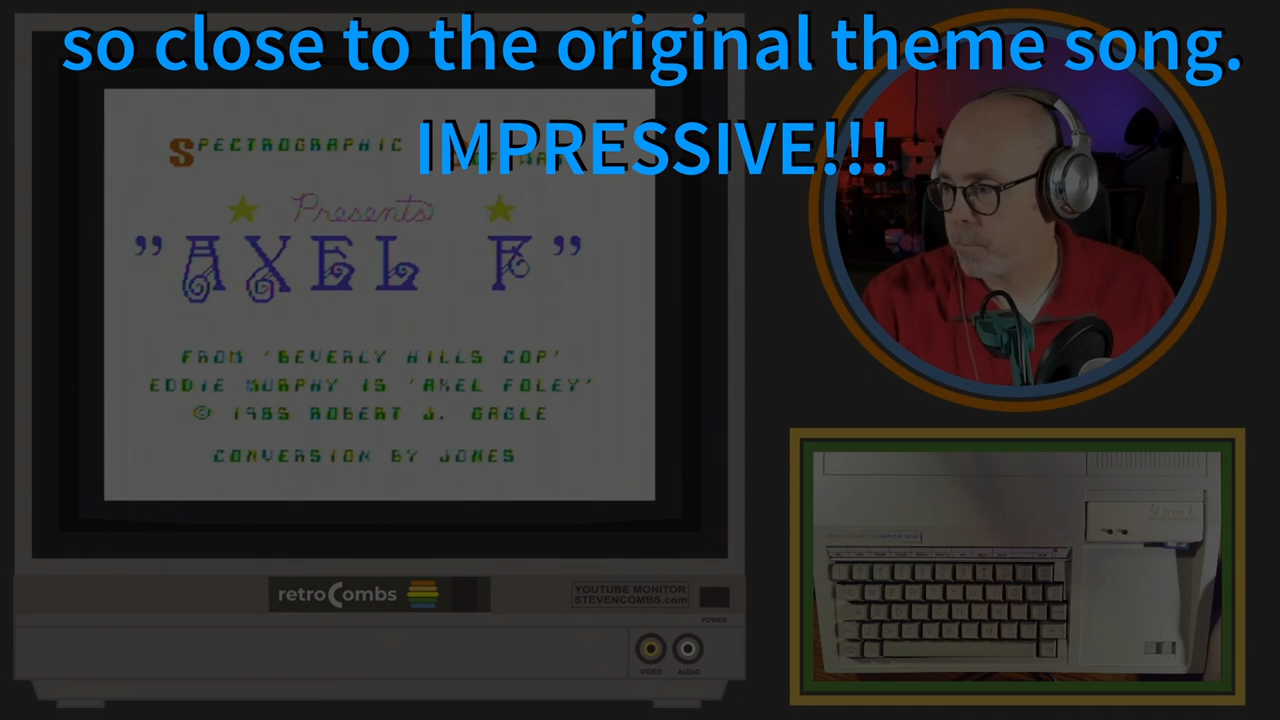 so close to the original theme song.
IMPRESSIVE!!!
SPECTROGRAPHIC
Presents
"AXEL F"
FROM 'BEVERLY HILLS COP'
EDDIE MURPHY IS 'AXEL FOLEY'
© 1985 ROBERT J. GAGLE
CONVERSION BY JONES
retroCombs
YOUTUBE MONITOR
STEVENCOMBS.com
POWER
VIDEO
AUDIO